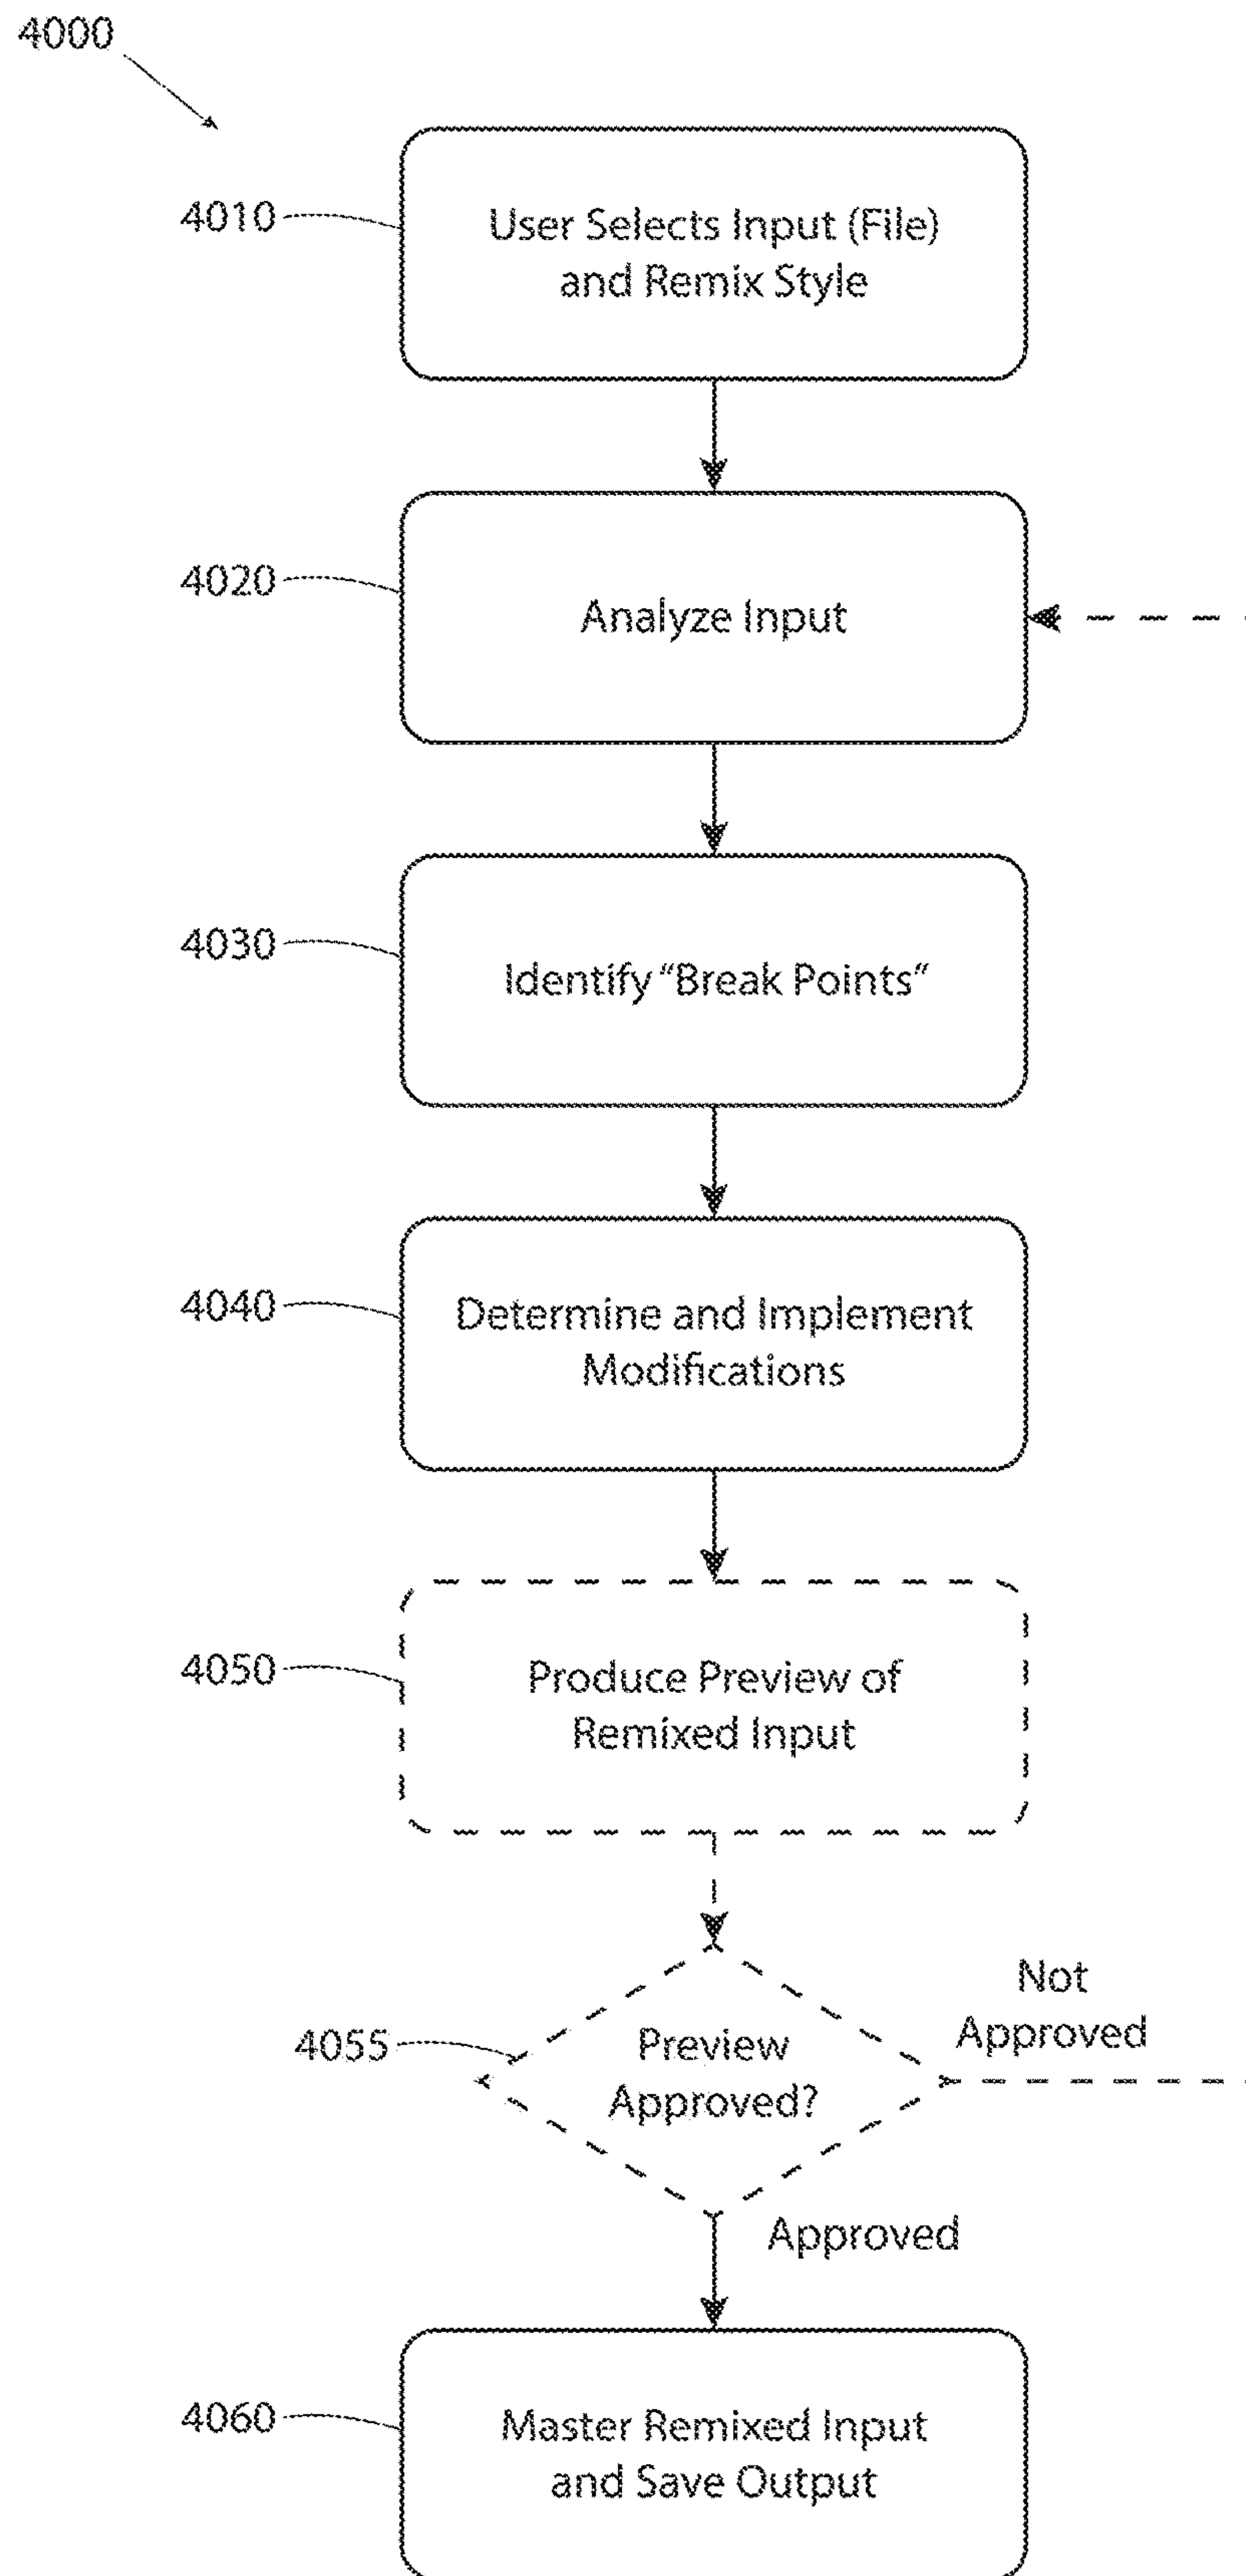 4000
4010
User Selects Input (File)
and Remix Style
4020
Analyze Input
4030
Identify “Break Points”
4040
Determine and Implement
Modifications
4050
Produce Preview of
Remixed Input
4055
Preview
Approved?
Not
Approved
Approved
4060
Master Remixed Input
and Save Output